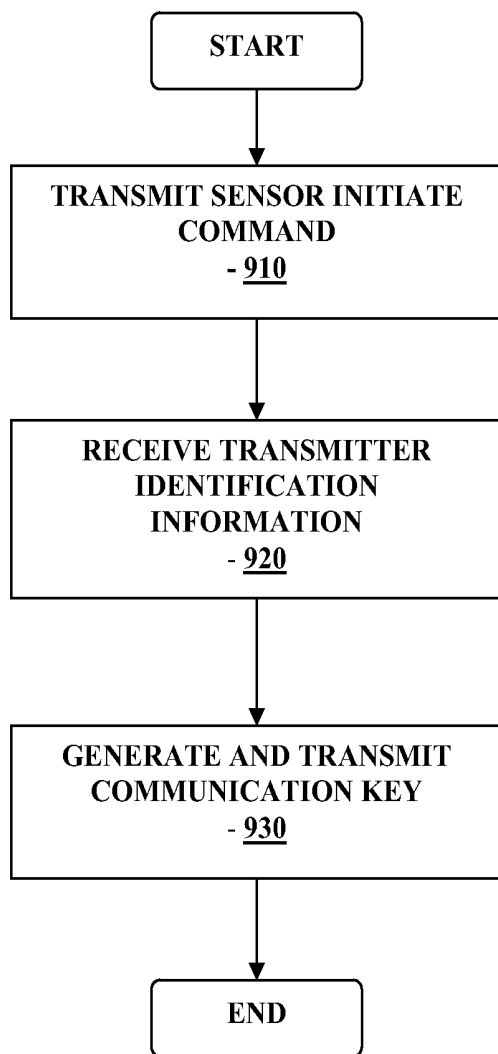 START
TRANSMIT SENSOR INITIATE
COMMAND
- 910
RECEIVE TRANSMITTER
IDENTIFICATION
INFORMATION
- 920
GENERATE AND TRANSMIT
COMMUNICATION KEY
- 930
END